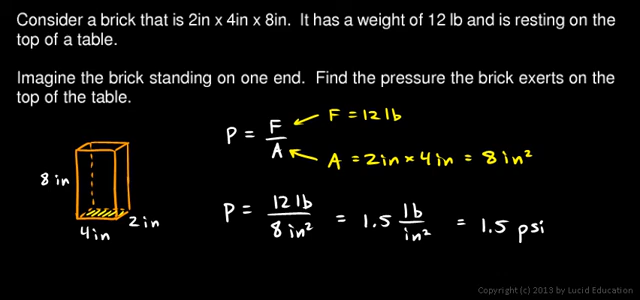 Consider a brick that is 2in x 4in x 8in. It has a weight of 12 lb and is resting on the
top of a table.
Imagine the brick standing on one end. Find the pressure the brick exerts on the
top of the table.
P = F/A
F = 12 lb
A = 2in × 4in = 8 in²
8 in
2 in
4 in
P = 12 lb / 8 in² = 1.5 lb/in² = 1.5 psi
Copyright (c) 2013 by Lucid Education